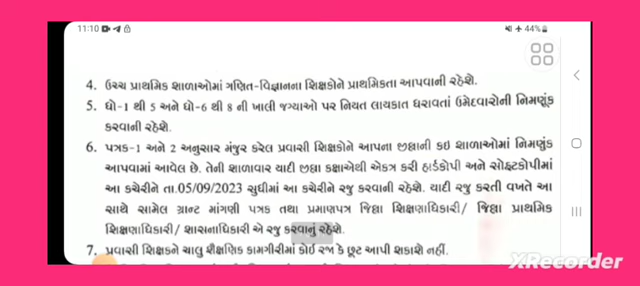 11:10
44%
4. ઉચ્ચ પ્રાથમિક શાળાઓમાં ગણિત-વિજ્ઞાનના શિક્ષકોને પ્રાથમિકતા આપવાની રહેશે.
5. ધો-1 થી 5 અને ધો-6 થી 8 ની ખાલી જગ્યાઓ પર નિયત લાયકાત ધરાવતાં ઉમેદવારોની નિમણૂંક
કરવાની રહેશે.
6. પત્રક-1 અને 2 અનુસાર મંજુર કરેલ પ્રવાસી શિક્ષકોને આપના જીલ્લાની કઇ શાળાઓમાં નિમણુંક
આપવામાં આવેલ છે. તેની શાળાવાર યાદી જીલ્લા કક્ષાએથી એકત્ર કરી હાર્ડકોપી અને સોફ્ટકોપીમાં
આ કચેરીને તા.05/09/2023 સુધીમાં આ કચેરીને રજુ કરવાની રહેશે. યાદી રજુ કરતી વખતે આ
સાથે સામેલ ગ્રાન્ટ માંગણી પત્રક તથા પ્રમાણપત્ર જિલ્લા શિક્ષણાધિકારી/ જિલ્લા પ્રાથમિક
શિક્ષણાધિકારી/ શાસનાધિકારી એ રજુ કરવાનું રહેશે.
7. પ્રવાસી શિક્ષકને ચાલુ શૈક્ષણિક કામગીરીમાં કોઇ રજા કે છૂટ આપી શકાશે નહીં.
XRecorder